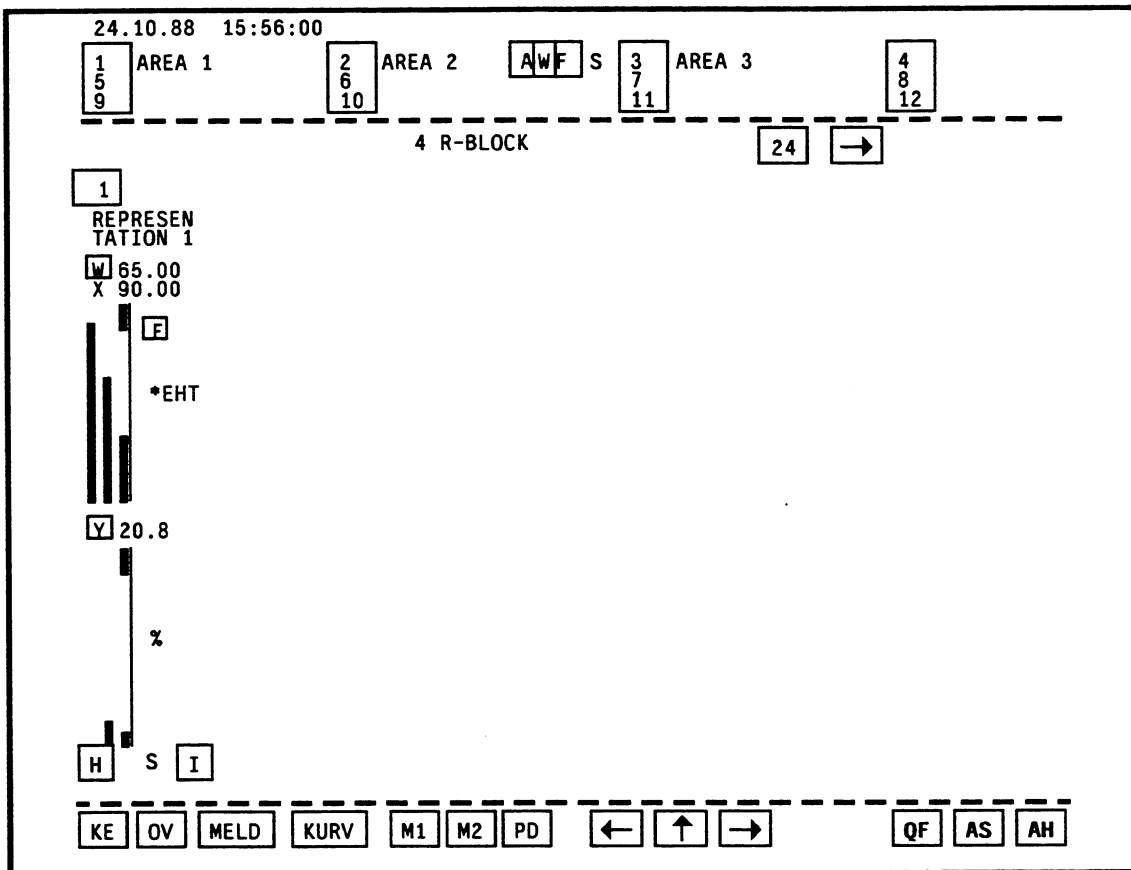 24.10.88 15:56:00
1 AREA 1 2 AREA 2 A W F S 3 AREA 3 4
5 6 7 8
9 10 11 12
4 R-BLOCK 24 →
1
REPRESEN
TATION 1
W 65.00
X 90.00
F
*EHT
Y 20.8
%
H S I
KE OV MELD KURV M1 M2 PD ← ↑ → QF AS AH